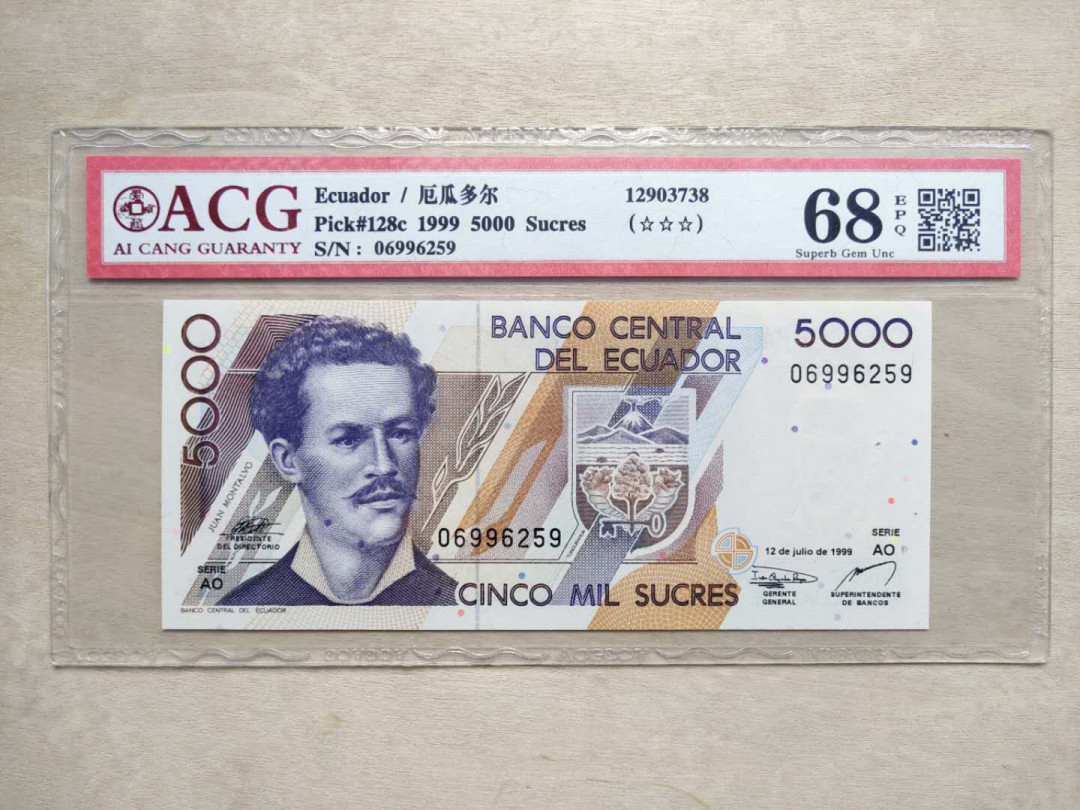 ACG
AI CANG GUARANTY
Ecuador / 厄瓜多尔
Pick#128c 1999 5000 Sucres
S/N: 06996259
12903738
(☆☆☆)
68
EPQ
Superb Gem Unc
5000
BANCO CENTRAL
DEL ECUADOR
5000
06996259
JUAN MONTALVO
PRESIDENTE
DEL DIRECTORIO
SERIE
AO
06996259
CINCO MIL SUCRES
12 de julio de 1999
SERIE
AO
GERENTE
GENERAL
SUPERINTENDENTE
DE BANCOS
BANCO CENTRAL DEL ECUADOR